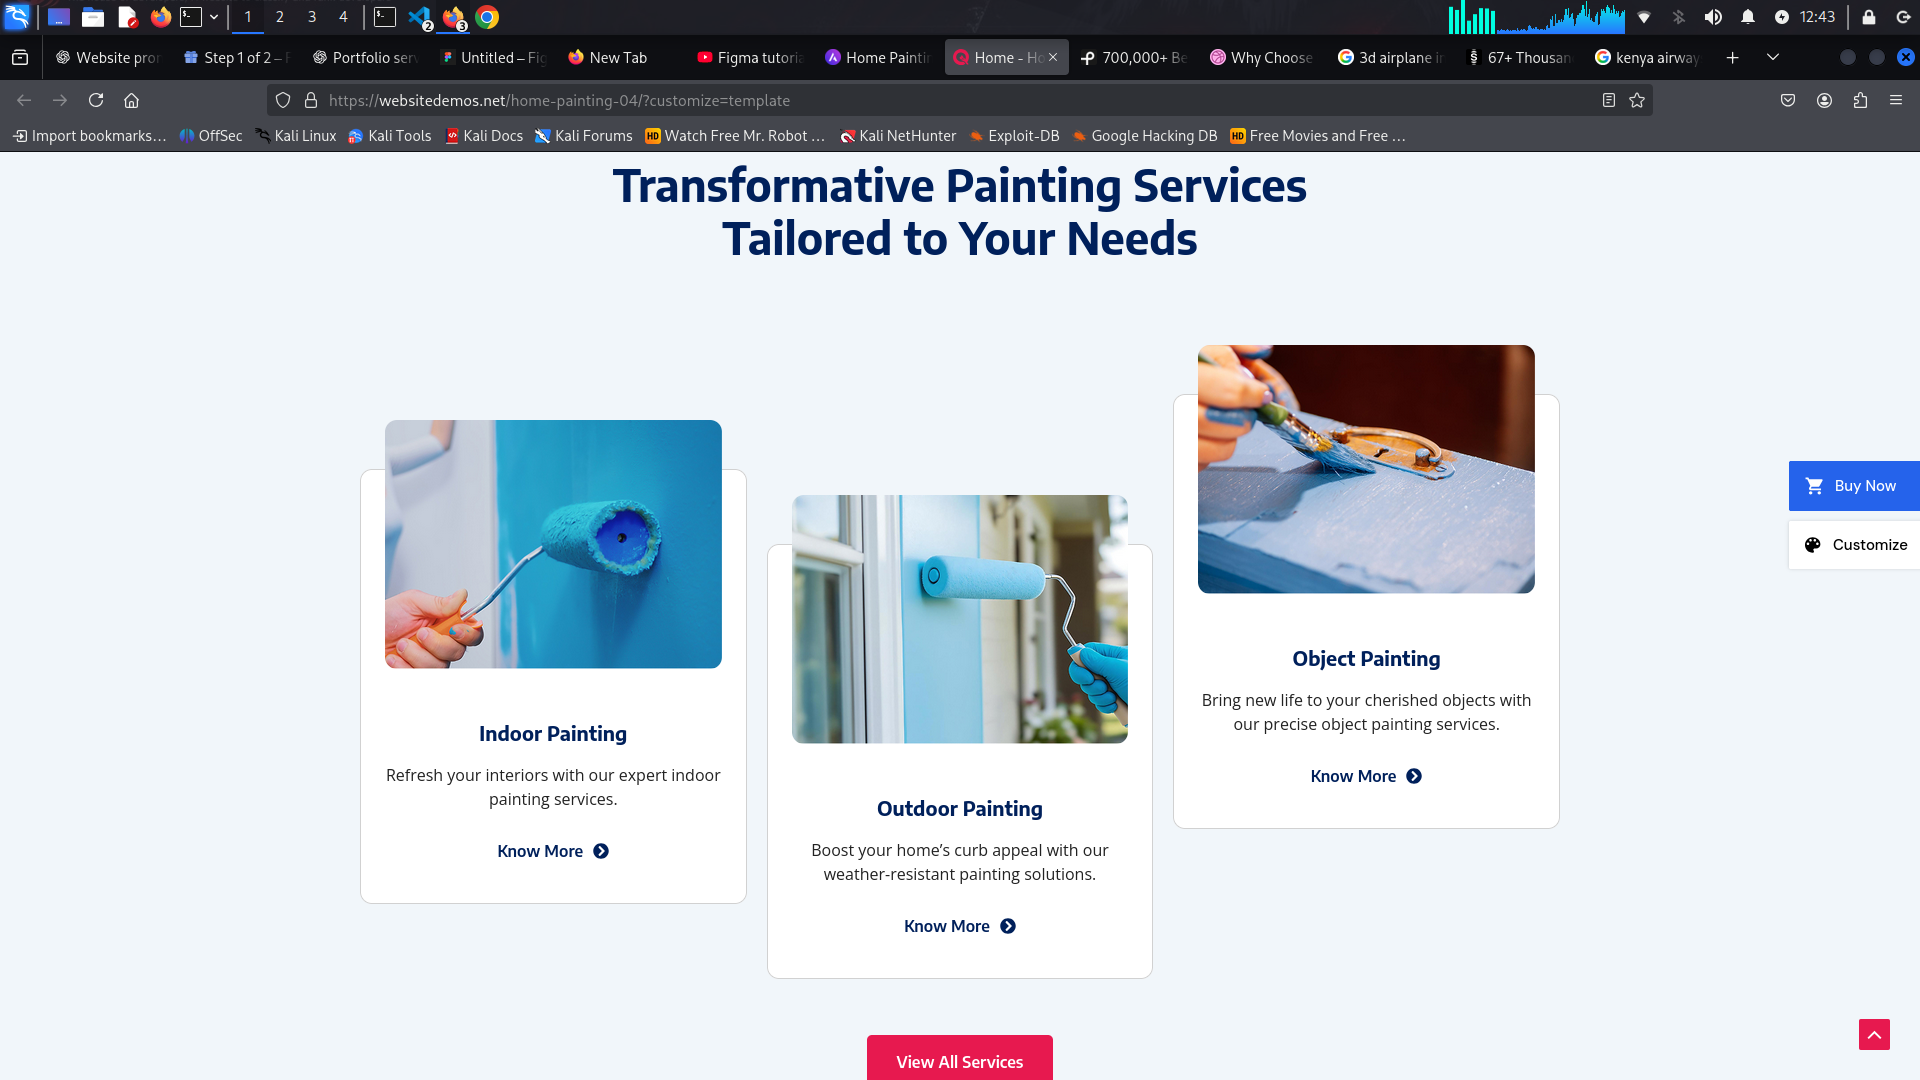 1 2 3 4 2 3 12:43
Website pro Step 1 of 2 – Portfolio ser Untitled – Fig New Tab Figma tutoria Home Paintin Home - Ho 700,000+ Be Why Choose 3d airplane i 67+ Thousan kenya airway
https://websitedemos.net/home-painting-04/?customize=template
Import bookmarks... OffSec Kali Linux Kali Tools Kali Docs Kali Forums Watch Free Mr. Robot ... Kali NetHunter Exploit-DB Google Hacking DB Free Movies and Free ...
Transformative Painting Services
Tailored to Your Needs
Indoor Painting
Refresh your interiors with our expert indoor
painting services.
Know More
Outdoor Painting
Boost your home’s curb appeal with our
weather-resistant painting solutions.
Know More
Object Painting
Bring new life to your cherished objects with
our precise object painting services.
Know More
Buy Now
Customize
View All Services